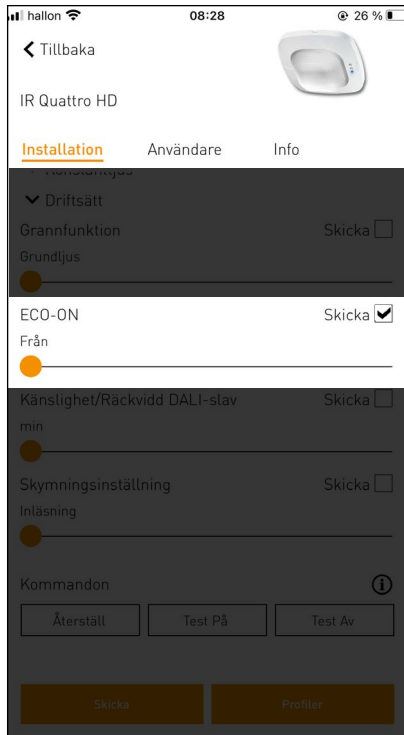 hallon 08:28 26 %
Tillbaka
IR Quattro HD
Installation Användare Info
Konstantljus
Driftsätt
Grannfunktion Skicka
Grundljus
ECO-ON Skicka
Från
Känslighet/Räckvidd DALI-slav Skicka
min
Skymningsinställning Skicka
Inläsning
Kommandon
Återställ Test På Test Av
Skicka Profiler